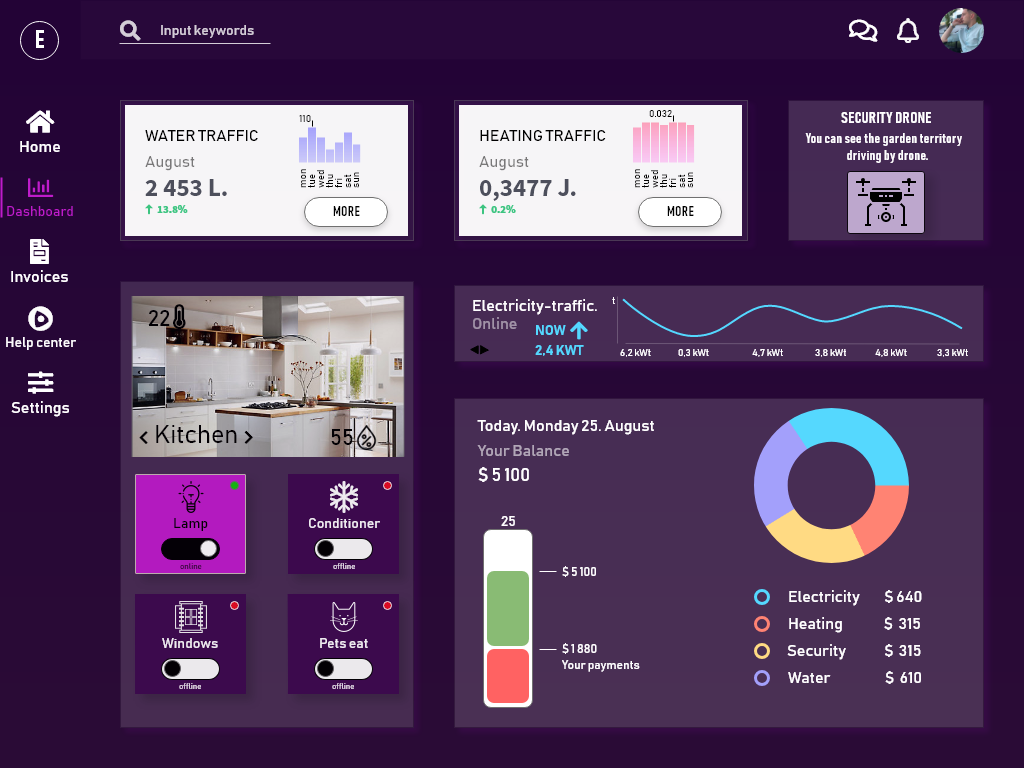 E
Input keywords
Home
Dashboard
Invoices
Help center
Settings
WATER TRAFFIC
August
2 453 L.
13.8%
110
mon
tue
wed
thu
fri
sat
sun
MORE
HEATING TRAFFIC
August
0,3477 J.
0.2%
0.032
mon
tue
wed
thu
fri
sat
sun
MORE
SECURITY DRONE
You can see the garden territory
driving by drone.
22
‹ Kitchen ›
55
Lamp
online
Conditioner
offline
Windows
offline
Pets eat
offline
Electricity-traffic.
Online
NOW
2,4 KWT
t
6,2 kWt 0,3 kWt 4,7 kWt 3,8 kWt 4,8 kWt 3,3 kWt
Today. Monday 25. August
Your Balance
$ 5 100
25
$ 5 100
$ 1 880
Your payments
Electricity $ 640
Heating $ 315
Security $ 315
Water $ 610